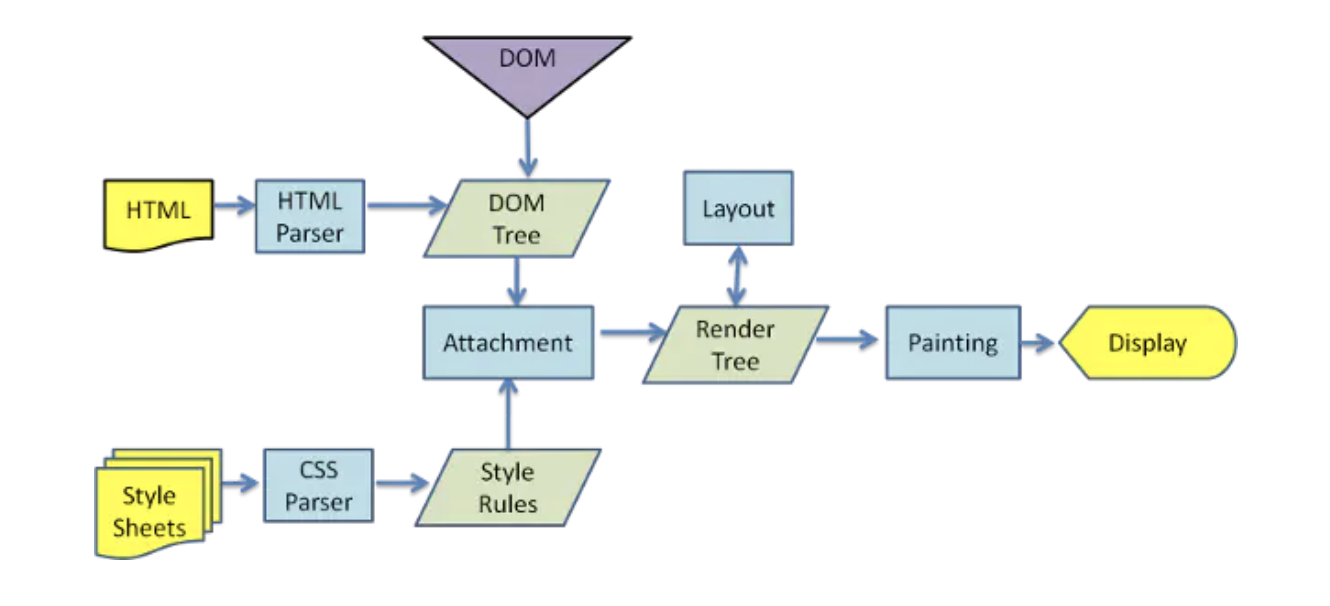 DOM
HTML
HTML
Parser
DOM
Tree
Layout
Attachment
Render
Tree
Painting
Display
Style
Sheets
CSS
Parser
Style
Rules